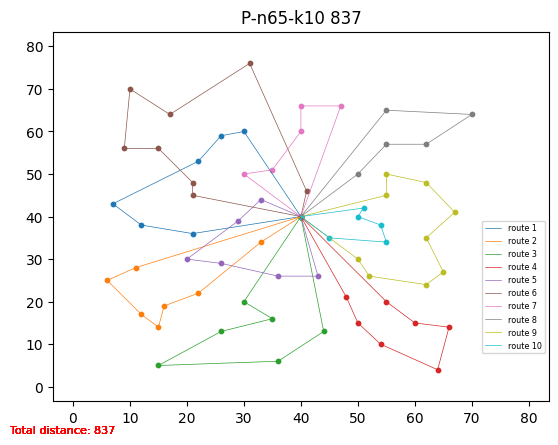 P-n65-k10 837
80
70
60
50
40
30
20
10
0
route 1
route 2
route 3
route 4
route 5
route 6
route 7
route 8
route 9
route 10
0 10 20 30 40 50 60 70 80
Total distance: 837